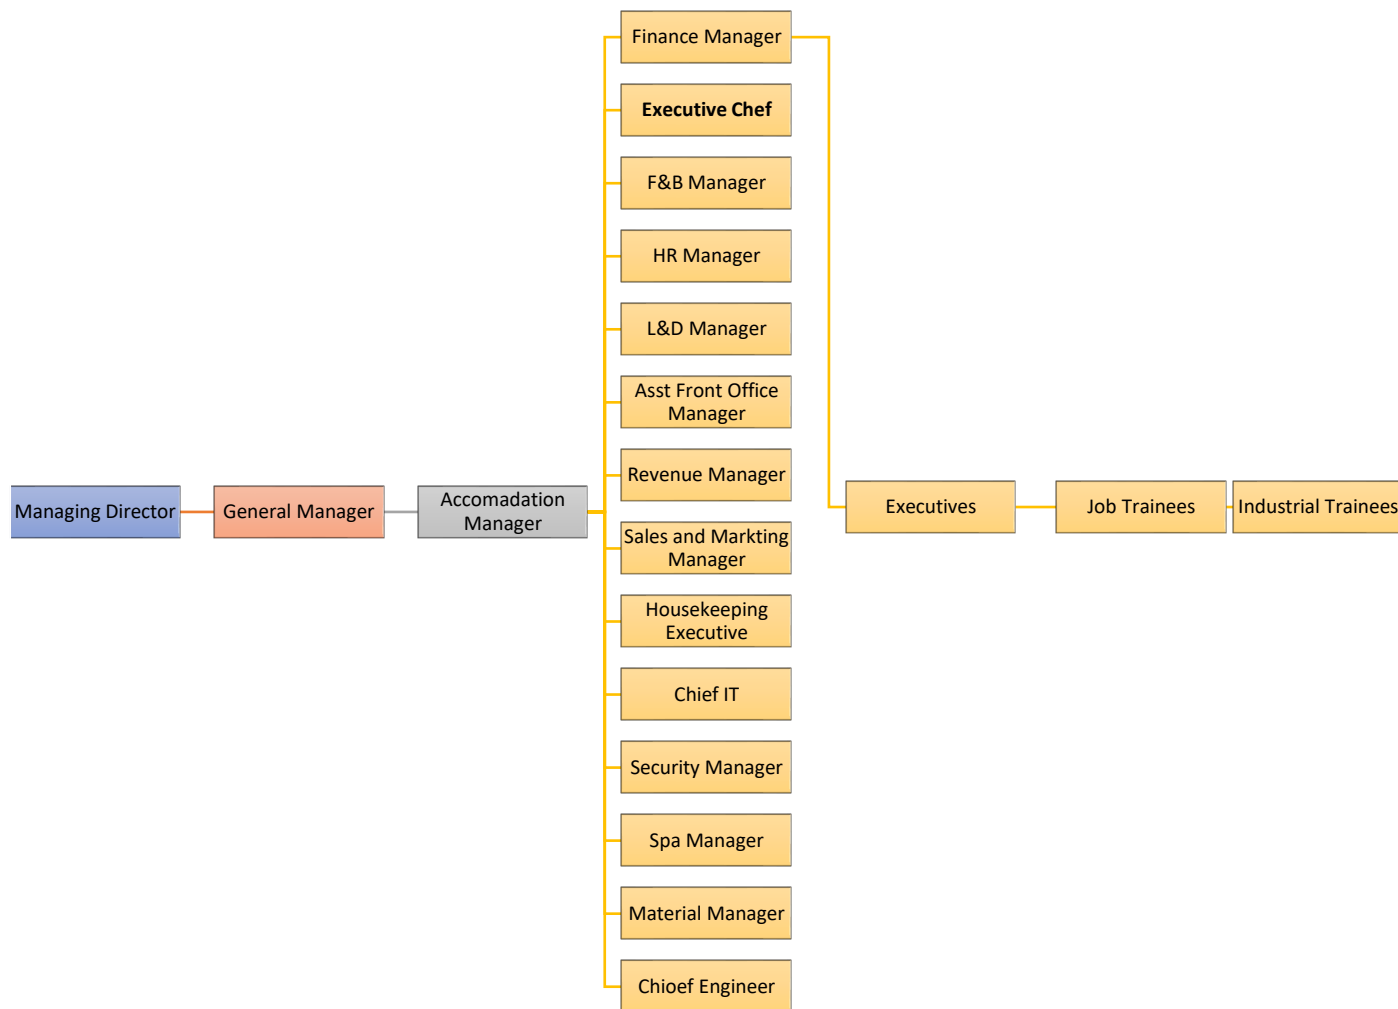 Finance Manager
Executive Chef
F&B Manager
HR Manager
L&D Manager
Asst Front Office
Manager
Revenue Manager
Managing Director
General Manager
Accomadation
Manager
Executives
Job Trainees
Industrial Trainees
Sales and Markting
Manager
Housekeeping
Executive
Chief IT
Security Manager
Spa Manager
Material Manager
Chioef Engineer